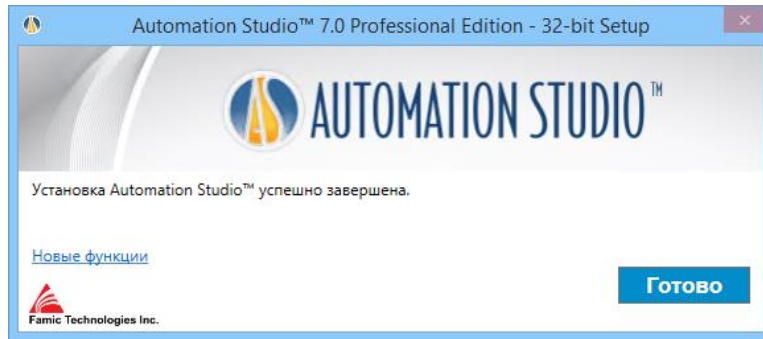 Automation Studio™ 7.0 Professional Edition - 32-bit Setup
AUTOMATION STUDIO™
Установка Automation Studio™ успешно завершена.
Новые функции
Готово
Famic Technologies Inc.